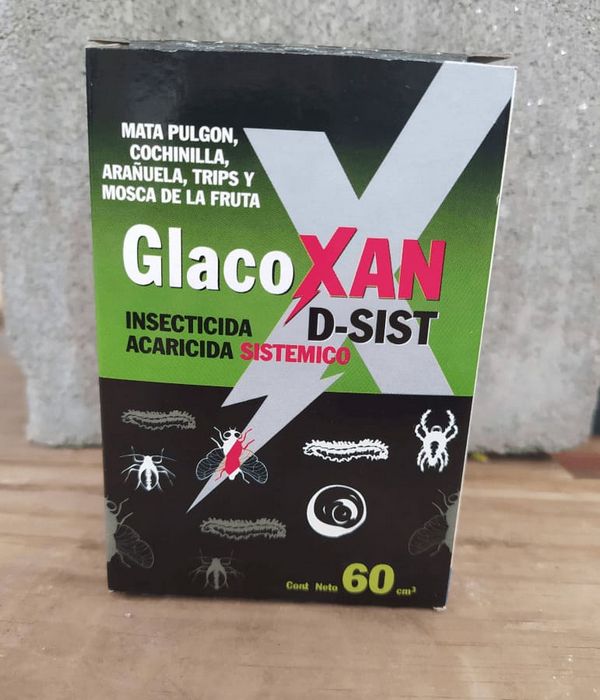 MATA PULGON,
COCHINILLA,
ARAÑUELA, TRIPS Y
MOSCA DE LA FRUTA
GlacoXAN
D-SIST
INSECTICIDA
ACARICIDA SISTEMICO
Cont Neto 60 cm³